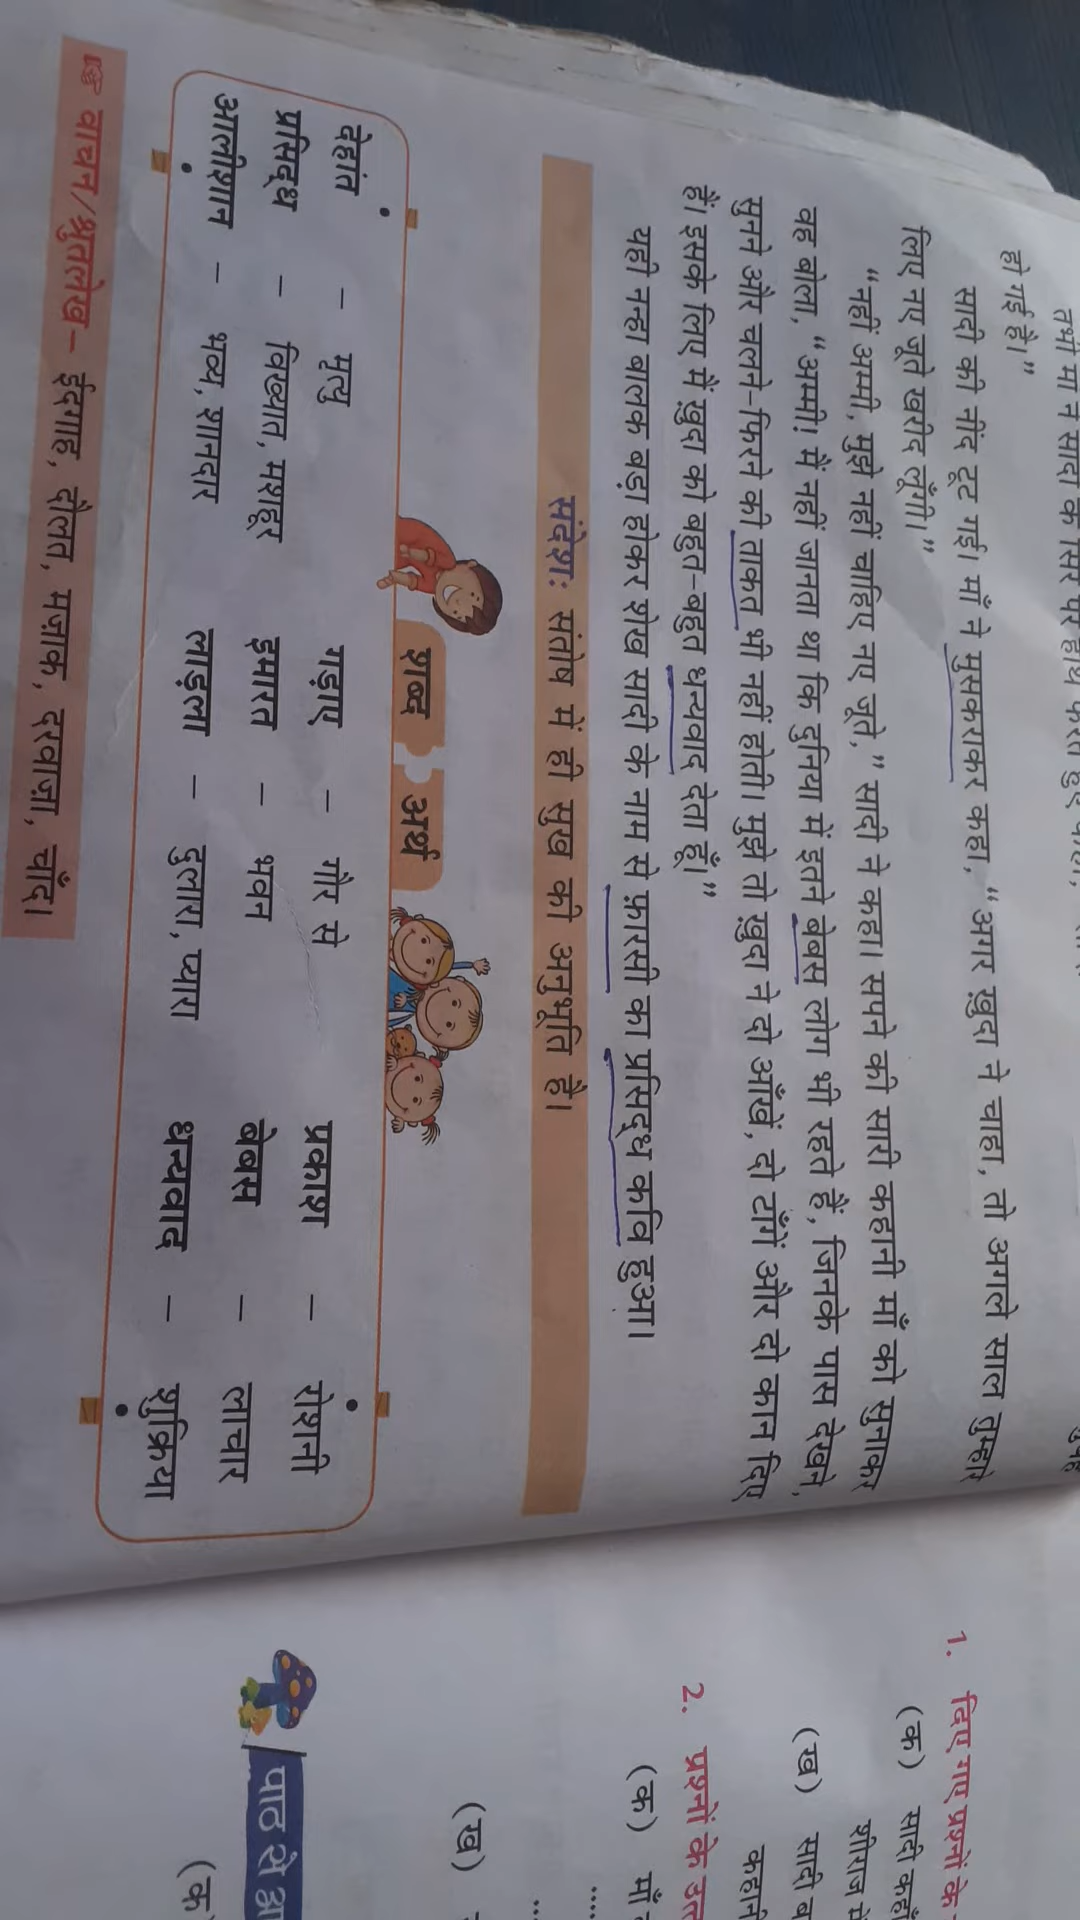 तभी माँ ने सादी के सिर पर हाथ फेरते हुए कहा,
हो गई है।”
सादी की नींद टूट गई। माँ ने मुसकराकर कहा, “अगर ख़ुदा ने चाहा, तो अगले साल तुम्हारे
लिए नए जूते खरीद लूँगी।”
“नहीं अम्मी, मुझे नहीं चाहिए नए जूते,” सादी ने कहा। सपने की सारी कहानी माँ को सुनाकर
वह बोला, “अम्मी! मैं नहीं जानता था कि दुनिया में इतने बेबस लोग भी रहते हैं, जिनके पास देखने,
सुनने और चलने-फिरने की ताकत भी नहीं होती। मुझे तो ख़ुदा ने दो आँखें, दो टाँगें और दो कान दिए
हैं। इसके लिए मैं ख़ुदा को बहुत-बहुत धन्यवाद देता हूँ।”
यही नन्हा बालक बड़ा होकर शेख सादी के नाम से फ़ारसी का प्रसिद्ध कवि हुआ।
संदेश: संतोष में ही सुख की अनुभूति है।
शब्द अर्थ
देहांत – मृत्यु गड़ाए – गौर से प्रकाश – रोशनी
प्रसिद्ध – विख्यात, मशहूर इमारत – भवन बेबस – लाचार
आलीशान – भव्य, शानदार लाड़ला – दुलारा, प्यारा धन्यवाद – शुक्रिया
वाचन/श्रुतलेख– ईदगाह, दौलत, मज़ाक, दरवाज़ा, चाँद।
1. दिए गए प्रश्नों के
(क) सादी कहाँ
शीराज में
(ख) सादी
कहानी
2. प्रश्नों के उत्तर
(क) माँ
....
(ख)
...
पाठ से
(क)